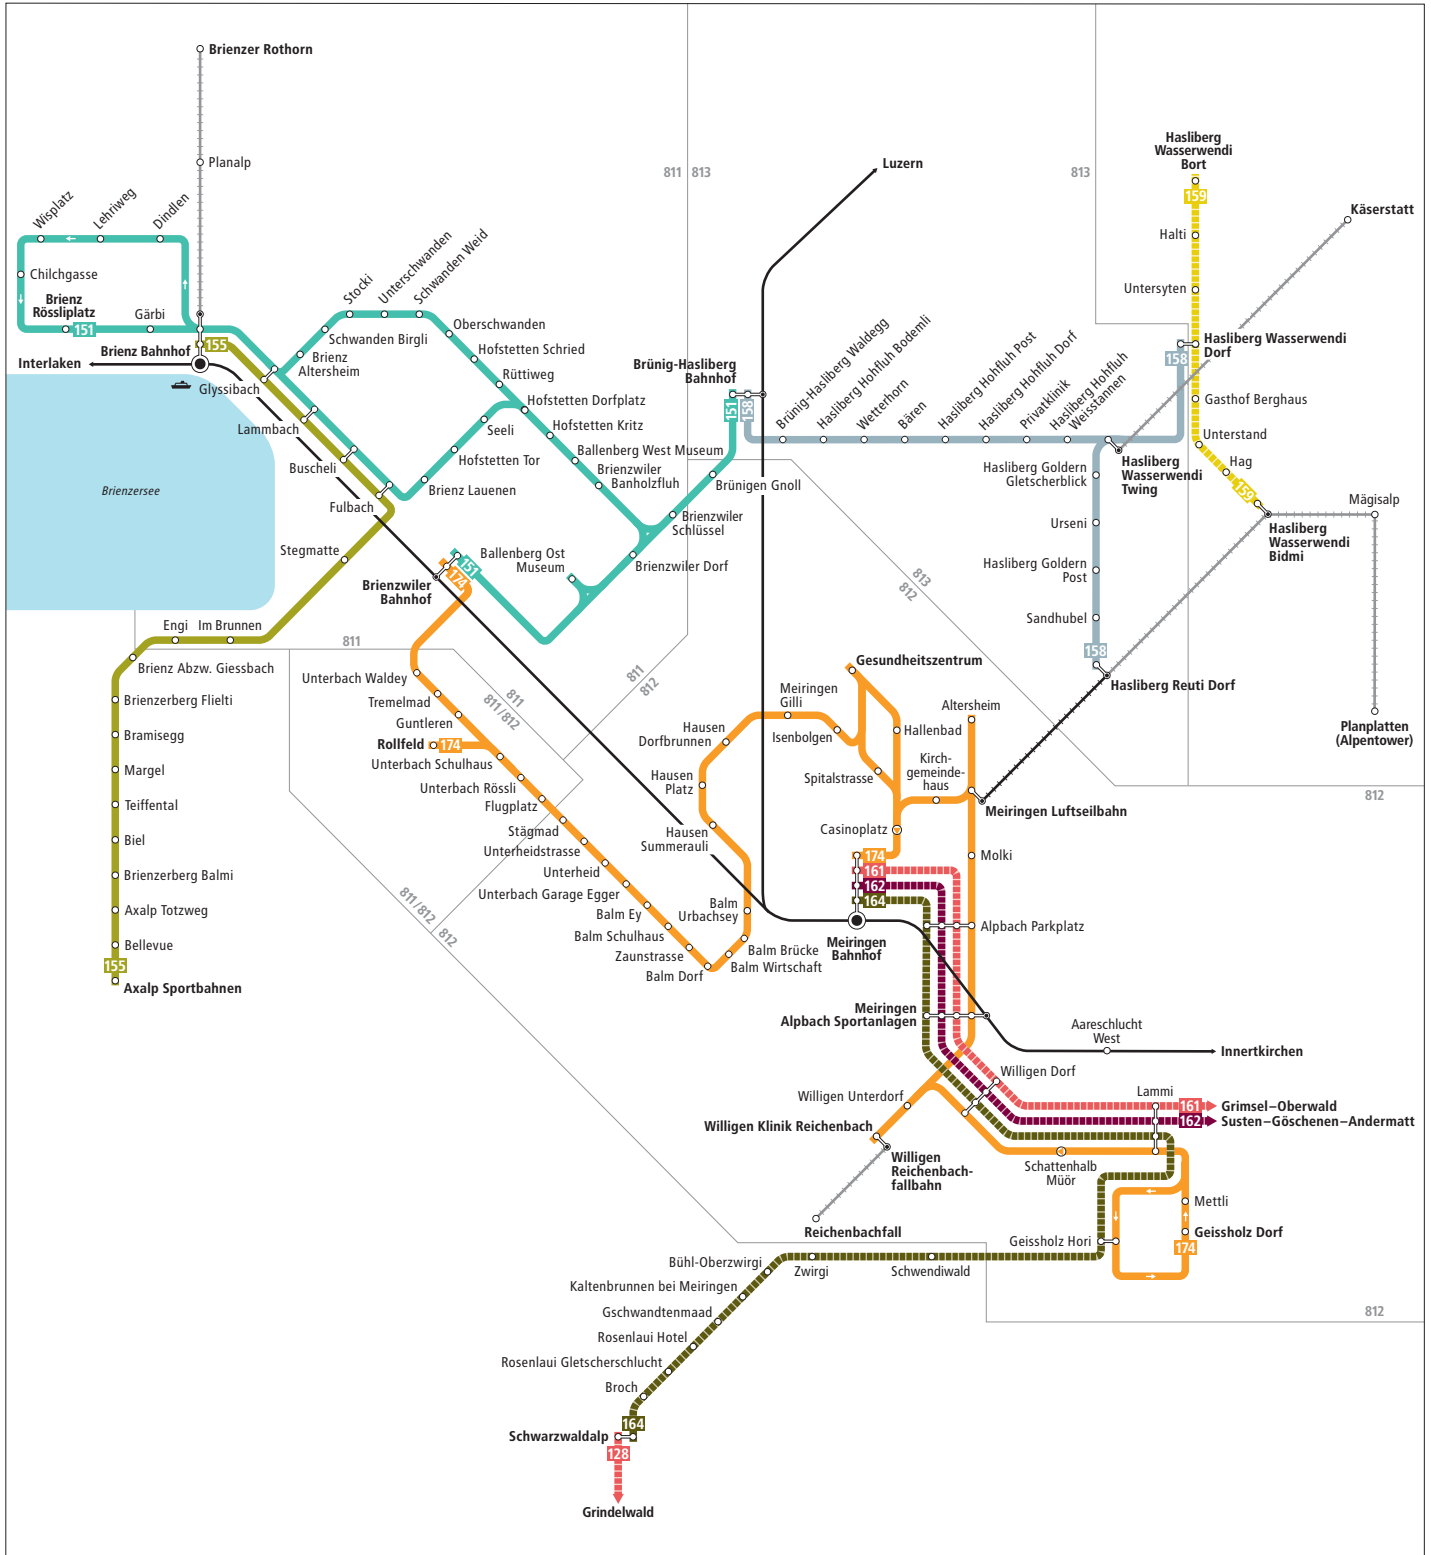 Brienzer Rothorn
Planalp
811
813
Luzern
813
Hasliberg
Wasserwendi
Bort
159
Käserstatt
Halti
Untersyten
Wisplatz
Lehriweg
Dindlen
Chilchgasse
Brienz
Rössliplatz
151
Gärbi
Brienz Bahnhof
155
Interlaken
Glyssibach
Lammbach
Buscheli
Fulbach
Stegmatte
Brienzersee
Stocki
Unterschwanden
Schwanden Weid
Schwanden Birgli
Brienz
Altersheim
Oberschwanden
Hofstetten Schried
Rüttiweg
Hofstetten Dorfplatz
Seeli
Hofstetten Kritz
Hofstetten Tor
Ballenberg West Museum
Brienz Lauenen
Brienzwiler
Banholzfluh
Brünigen Gnoll
Brienzwiler
Schlüssel
Brienzwiler Dorf
Ballenberg Ost
Museum
151
174
Brienzwiler
Bahnhof
Brünig-Hasliberg
Bahnhof
151
158
Brünig-Hasliberg Waldegg
Hasliberg Hohfluh Bodemli
Wetterhorn
Bären
Hasliberg Hohfluh Post
Hasliberg Hohfluh Dorf
Privatklinik
Hasliberg Hohfluh
Weisstannen
158
Hasliberg Wasserwendi
Dorf
Gasthof Berghaus
Unterstand
Hag
159
Hasliberg
Wasserwendi
Twing
Hasliberg
Wasserwendi
Bidmi
Mägisalp
Planplatten
(Alpentower)
Hasliberg Goldern
Gletscherblick
Urseni
Hasliberg Goldern
Post
Sandhubel
158
Hasliberg Reuti Dorf
813
812
811
812
811
811
811/812
Engi
Im Brunnen
Brienz Abzw. Giessbach
Brienzerberg Flielti
Bramisegg
Margel
Teiffental
Biel
Brienzerberg Balmi
Axalp Totzweg
Bellevue
155
Axalp Sportbahnen
Unterbach Waldey
Tremelmad
Guntleren
Rollfeld
174
Unterbach Schulhaus
Unterbach Rössli
Flugplatz
Stägmad
Unterheidstrasse
Unterheid
Unterbach Garage Egger
Balm Ey
Balm Schulhaus
Zaunstrasse
Balm Dorf
Balm Wirtschaft
Balm Brücke
Balm
Urbachsey
Hausen
Summerauli
Hausen
Platz
Hausen
Dorfbrunnen
Meiringen
Gilli
Isenbolgen
Gesundheitszentrum
Hallenbad
Spitalstrasse
Kirch-
gemeinde-
haus
Altersheim
Meiringen Luftseilbahn
Casinoplatz
Molki
812
811/812
812
174
161
162
164
Meiringen
Bahnhof
Alpbach Parkplatz
Meiringen
Alpbach Sportanlagen
Aareschlucht
West
Innertkirchen
Willigen Dorf
Willigen Unterdorf
Willigen Klinik Reichenbach
Willigen
Reichenbach-
fallbahn
Reichenbachfall
Lammi
161
Grimsel–Oberwald
162
Susten–Göschenen–Andermatt
Schattenhalb
Müör
Mettli
Geissholz Dorf
174
Geissholz Hori
812
Schwendiwald
Zwirgi
Bühl-Oberzwirgi
Kaltenbrunnen bei Meiringen
Gschwandtenmaad
Rosenlaui Hotel
Rosenlaui Gletscherschlucht
Broch
164
Schwarzwaldalp
128
Grindelwald